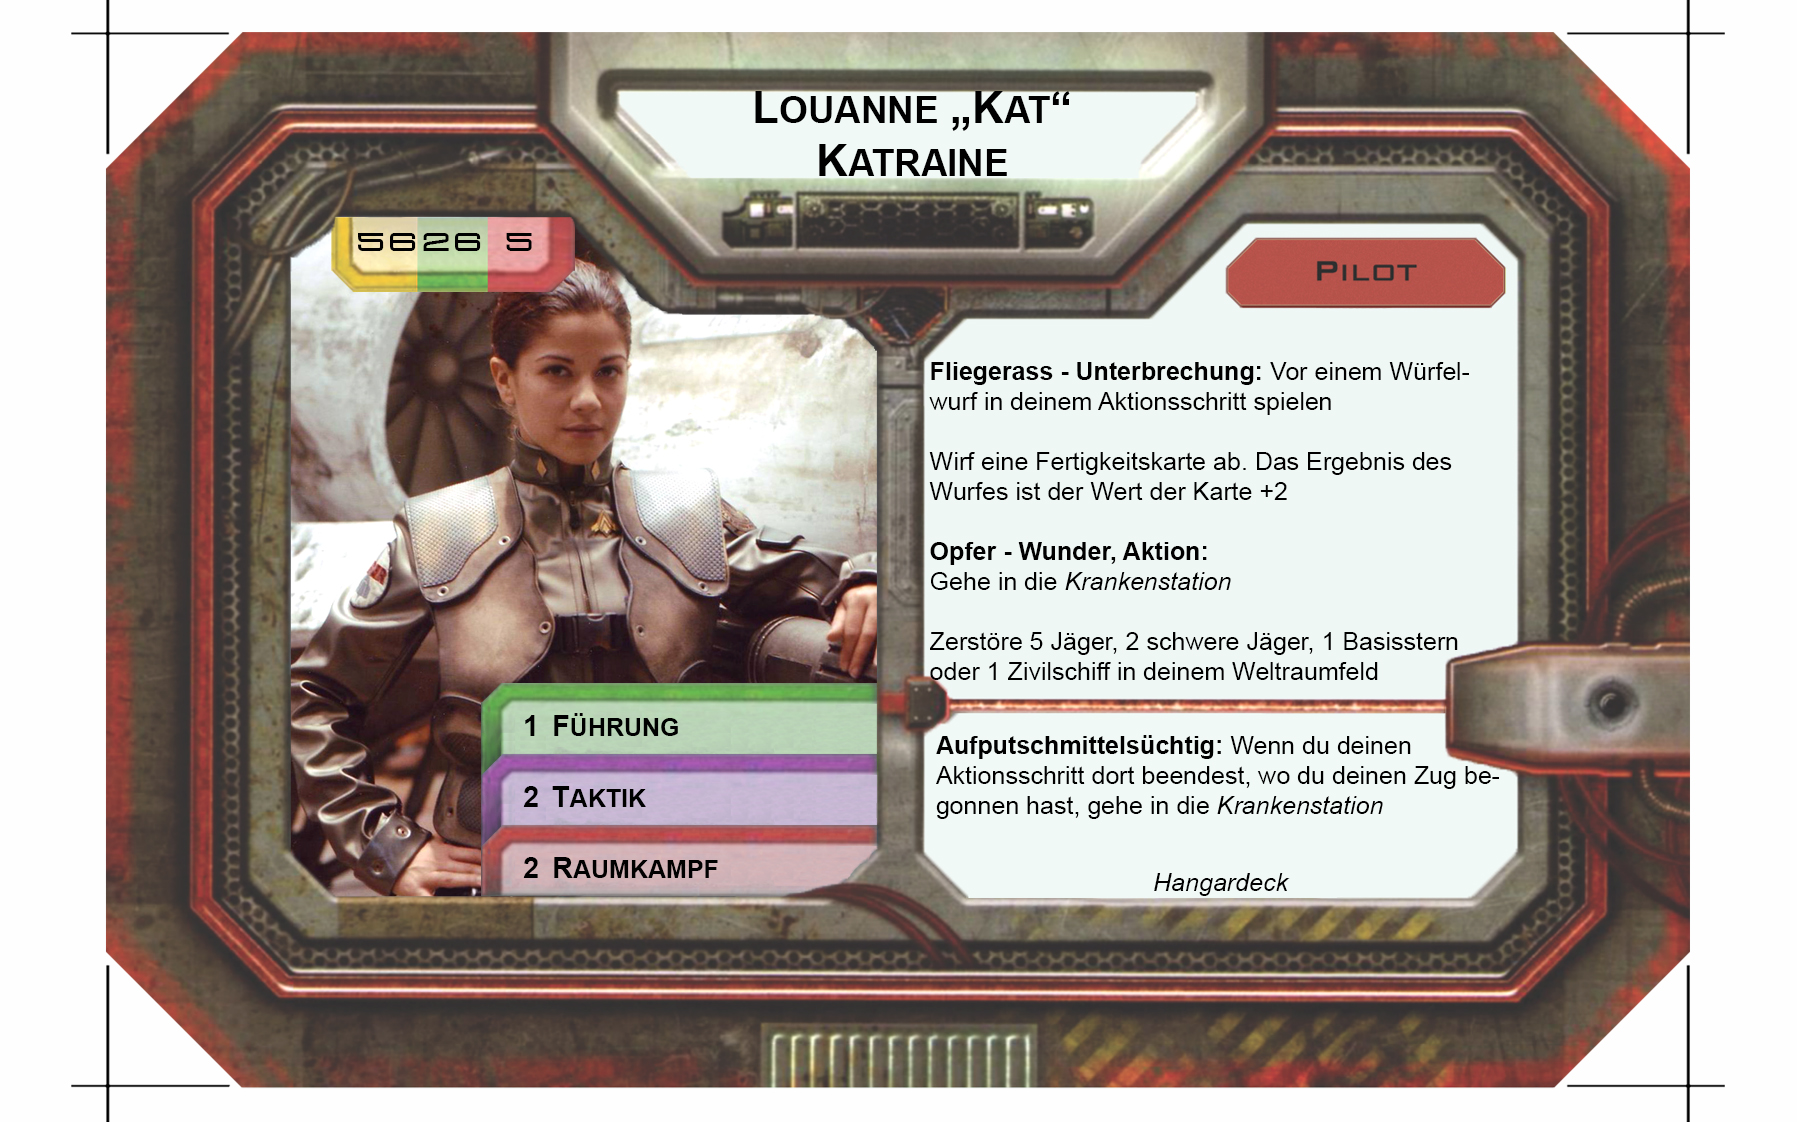 LOUANNE „KAT“
KATRAINE
56 26 5
PILOT
Fliegerass - Unterbrechung: Vor einem Würfel-
wurf in deinem Aktionsschritt spielen
Wirf eine Fertigkeitskarte ab. Das Ergebnis des
Wurfes ist der Wert der Karte +2
Opfer - Wunder, Aktion:
Gehe in die Krankenstation
Zerstöre 5 Jäger, 2 schwere Jäger, 1 Basisstern
oder 1 Zivilschiff in deinem Weltraumfeld
Aufputschmittelsüchtig: Wenn du deinen
Aktionsschritt dort beendest, wo du deinen Zug be-
gonnen hast, gehe in die Krankenstation
Hangardeck
1 FÜHRUNG
2 TAKTIK
2 RAUMKAMPF